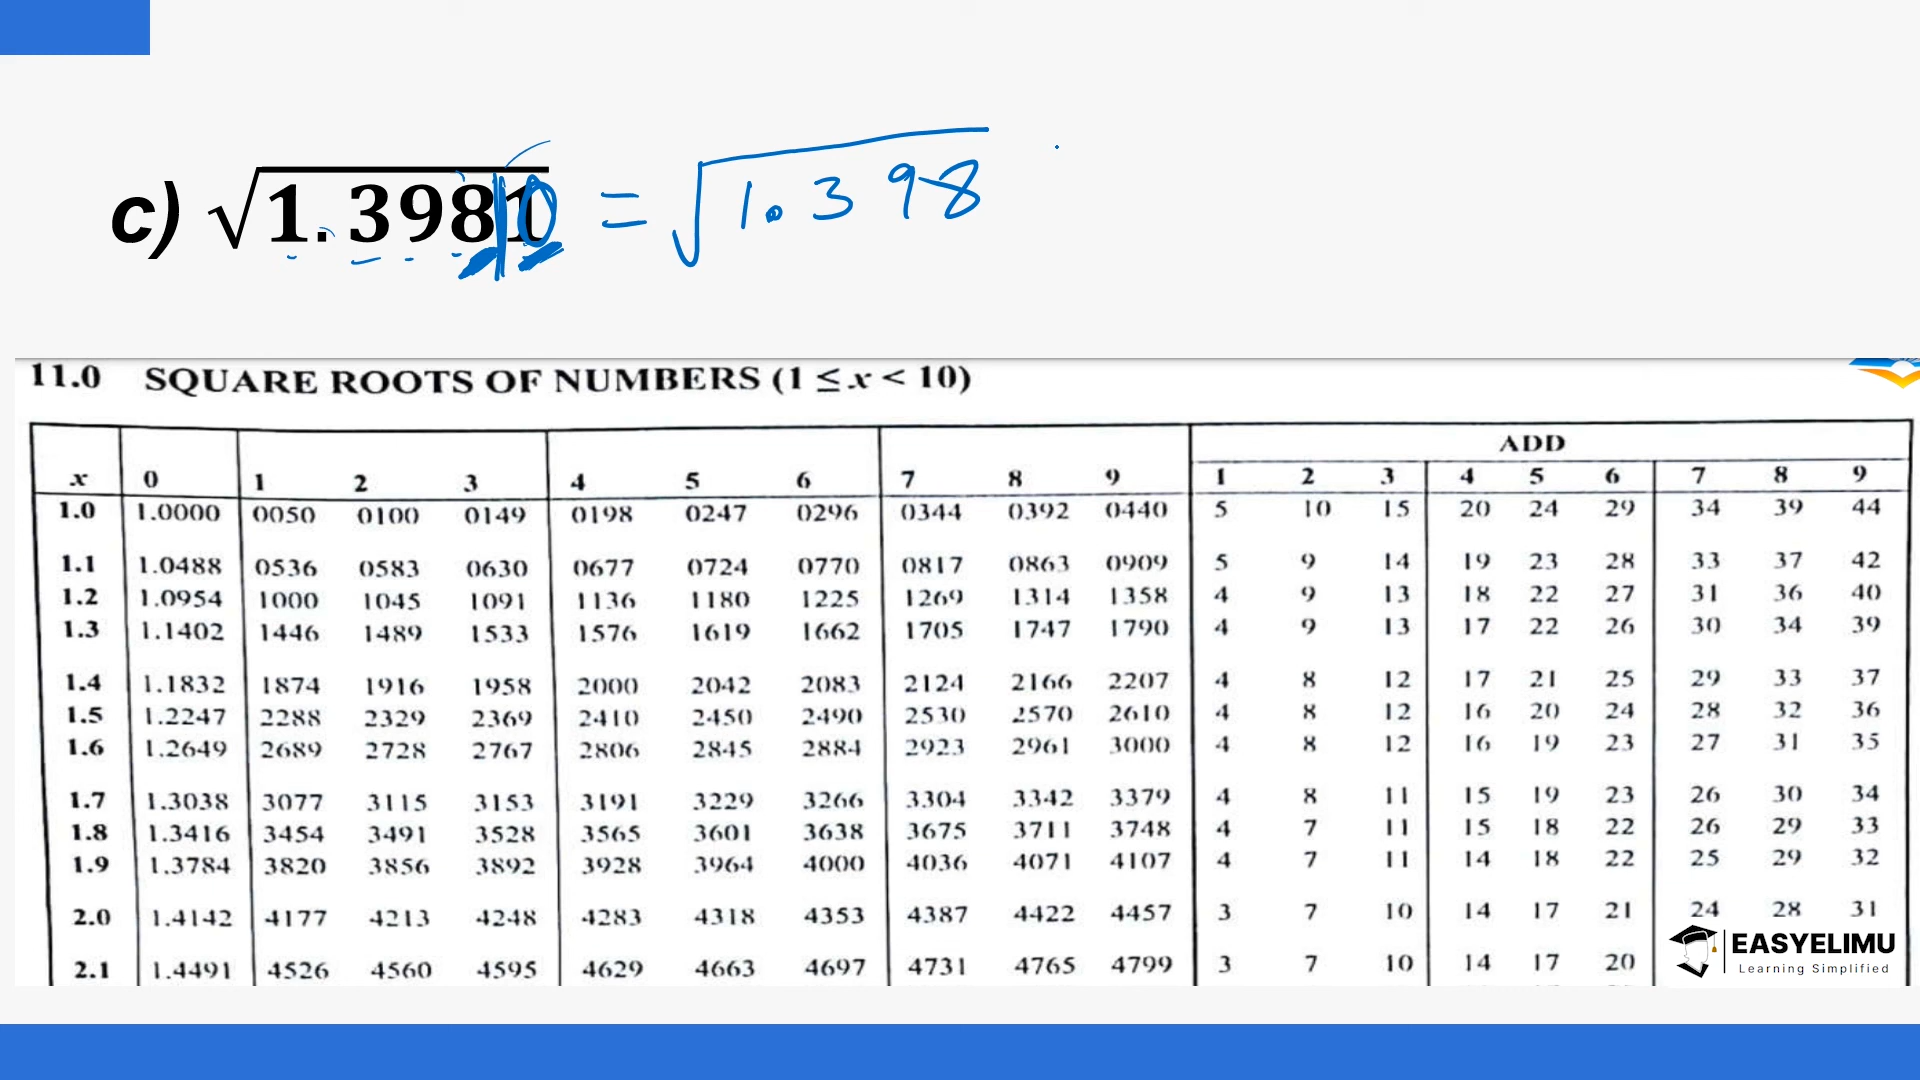 c) √1.3981 0 = √1.398
11.0 SQUARE ROOTS OF NUMBERS (1 ≤ x < 10)
ADD
x 0 1 2 3 4 5 6 7 8 9 1 2 3 4 5 6 7 8 9
1.0 1.0000 0050 0100 0149 0198 0247 0296 0344 0392 0440 5 10 15 20 24 29 34 39 44
1.1 1.0488 0536 0583 0630 0677 0724 0770 0817 0863 0909 5 9 14 19 23 28 33 37 42
1.2 1.0954 1000 1045 1091 1136 1180 1225 1269 1314 1358 4 9 13 18 22 27 31 36 40
1.3 1.1402 1446 1489 1533 1576 1619 1662 1705 1747 1790 4 9 13 17 22 26 30 34 39
1.4 1.1832 1874 1916 1958 2000 2042 2083 2124 2166 2207 4 8 12 17 21 25 29 33 37
1.5 1.2247 2288 2329 2369 2410 2450 2490 2530 2570 2610 4 8 12 16 20 24 28 32 36
1.6 1.2649 2689 2728 2767 2806 2845 2884 2923 2961 3000 4 8 12 16 19 23 27 31 35
1.7 1.3038 3077 3115 3153 3191 3229 3266 3304 3342 3379 4 8 11 15 19 23 26 30 34
1.8 1.3416 3454 3491 3528 3565 3601 3638 3675 3711 3748 4 7 11 15 18 22 26 29 33
1.9 1.3784 3820 3856 3892 3928 3964 4000 4036 4071 4107 4 7 11 14 18 22 25 29 32
2.0 1.4142 4177 4213 4248 4283 4318 4353 4387 4422 4457 3 7 10 14 17 21 24 28 31
2.1 1.4491 4526 4560 4595 4629 4663 4697 4731 4765 4799 3 7 10 14 17 20
EASYELIMU
Learning Simplified